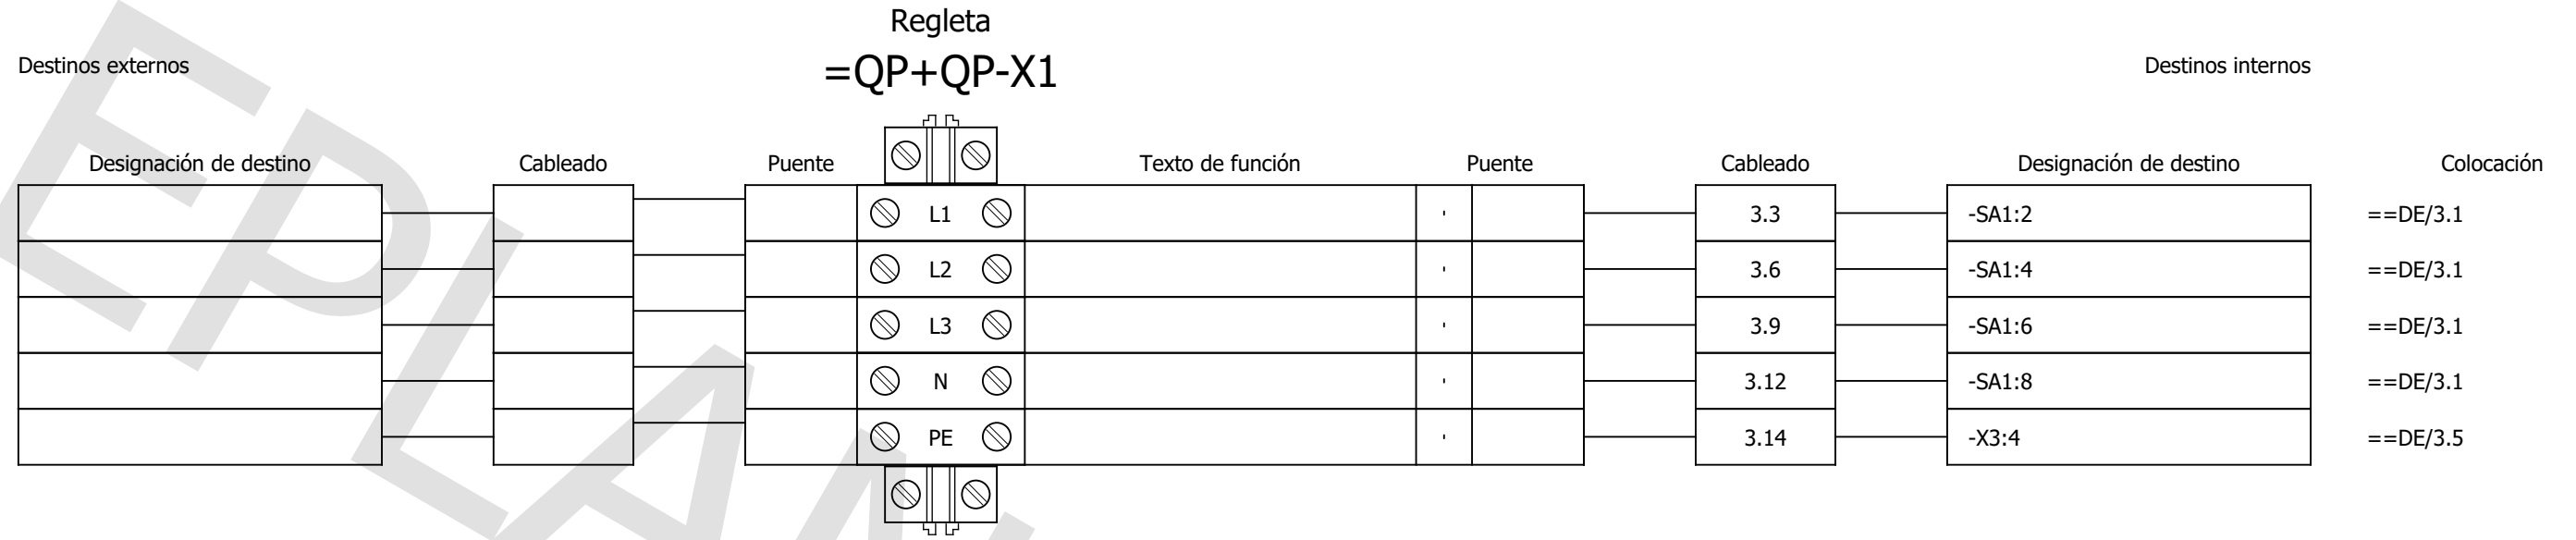 Regleta
Destinos externos =QP+QP-X1 Destinos internos
Designación de destino Cableado Puente Texto de función Puente Cableado Designación de destino Colocación
L1 3.3 -SA1:2 ==DE/3.1
L2 3.6 -SA1:4 ==DE/3.1
L3 3.9 -SA1:6 ==DE/3.1
N 3.12 -SA1:8 ==DE/3.1
PE 3.14 -X3:4 ==DE/3.5
EPLAN